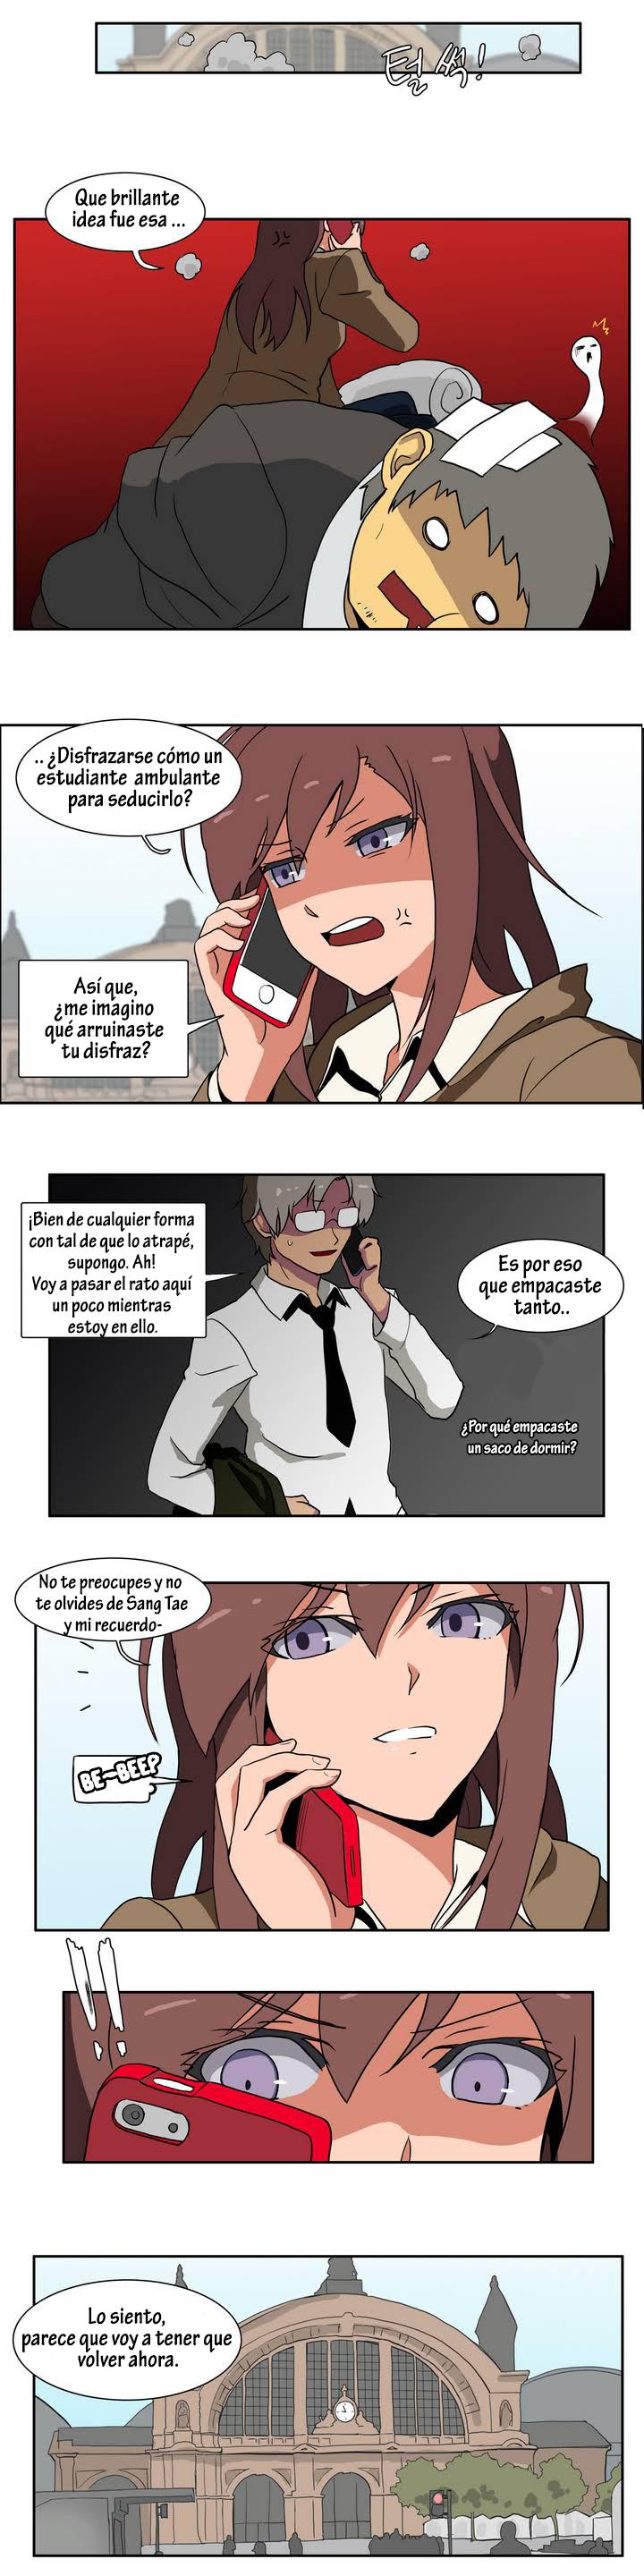 털썩!
Que brillante
idea fue esa ...
.. ¿Disfrazarse cómo un
estudiante ambulante
para seducirlo?
Así que,
¿me imagino
qué arruinaste
tu disfraz?
¡Bien de cualquier forma
con tal de que lo atrapé,
supongo. Ah!
Voy a pasar el rato aquí
un poco mientras
estoy en ello.
Es por eso
que empacaste
tanto..
¿Por qué empacaste
un saco de dormir?
No te preocupes y no
te olvides de Sang Tae
y mi recuerdo-
BE~BEEP
!!
Lo siento,
parece que voy a tener que
volver ahora.